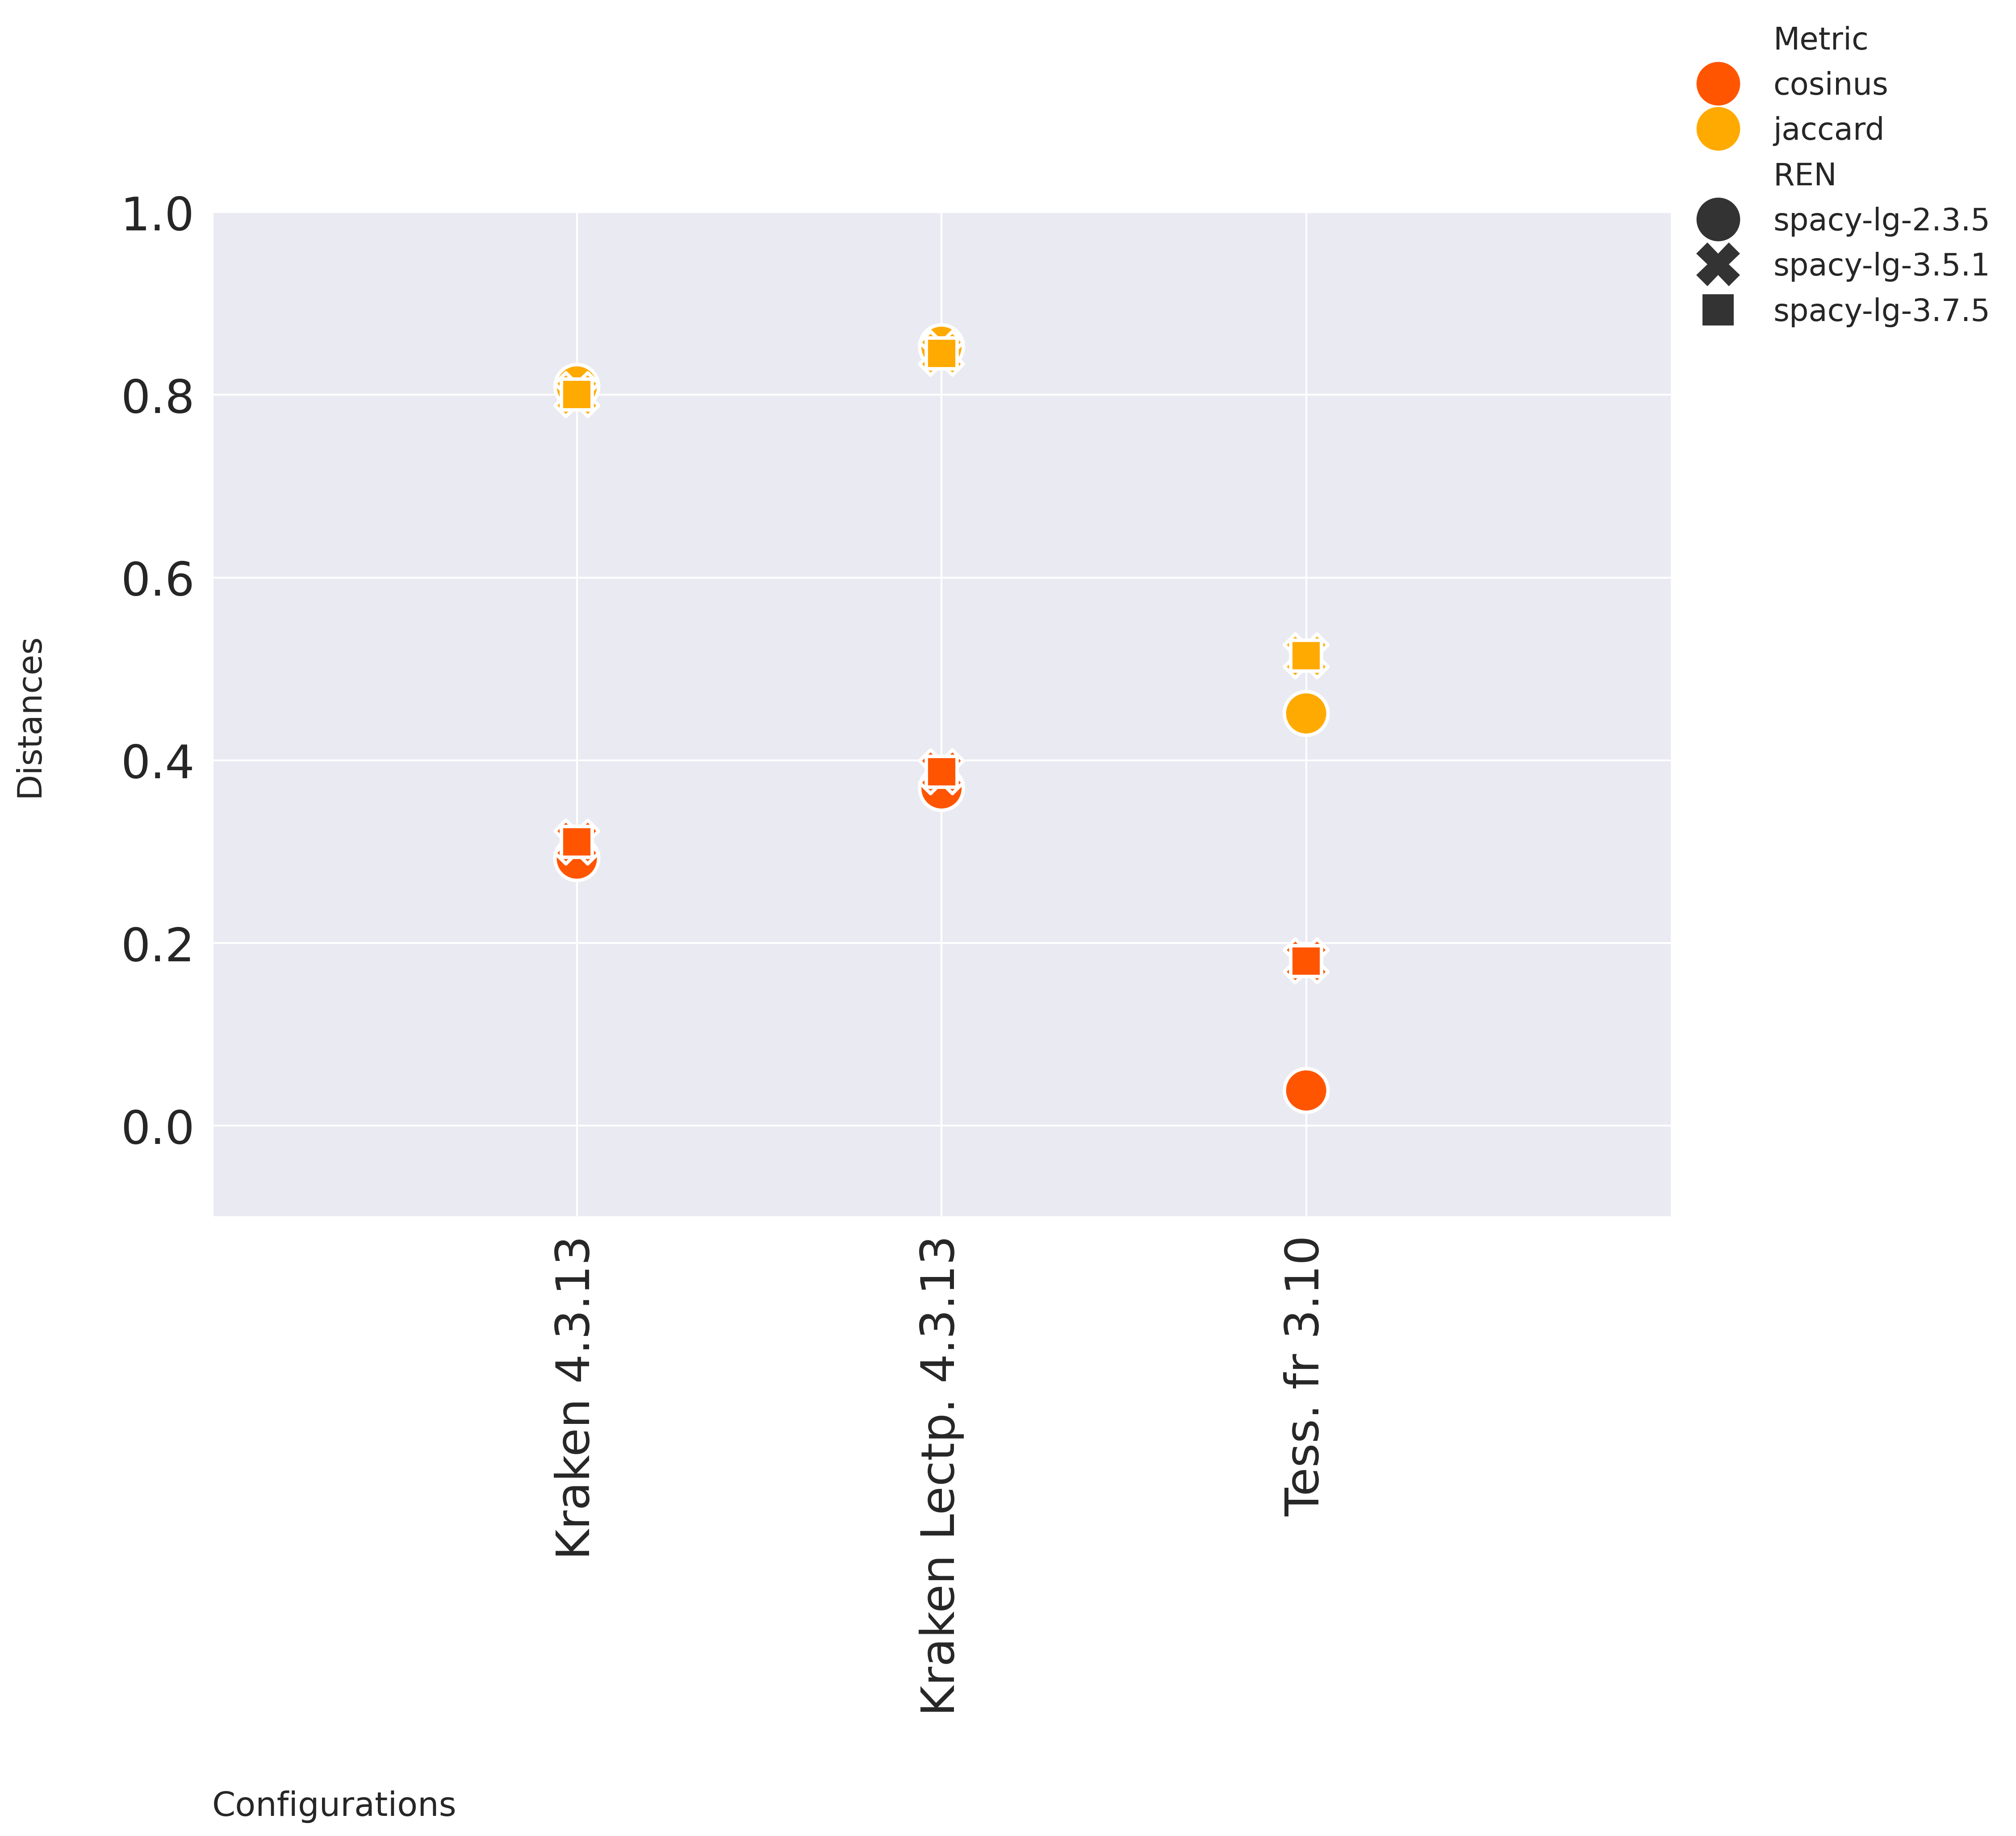 Metric
cosinus
jaccard
REN
spacy-lg-2.3.5
spacy-lg-3.5.1
spacy-lg-3.7.5
1.0
0.8
0.6
0.4
0.2
0.0
Distances
Kraken 4.3.13
Kraken Lectp. 4.3.13
Tess. fr 3.10
Configurations